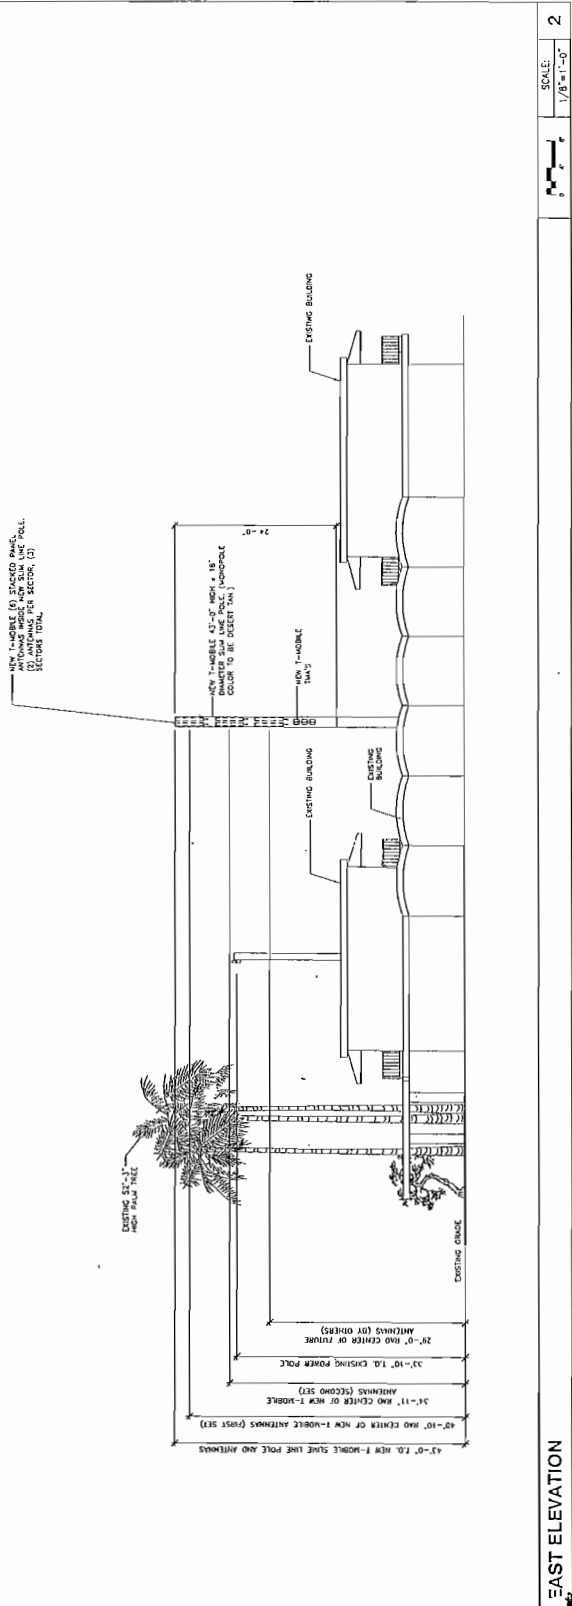 NEW T-MOBILE (6) STACKED PANEL
ANTENNAS INSIDE NEW SLIM LINE POLE.
(2) ANTENNAS PER SECTOR, (3)
SECTORS TOTAL
EXISTING 52'-3"
HIGH PALM TREE
NEW T-MOBILE 43'-0" HIGH x 16"
DIAMETER SLIM LINE POLE, (MONOPOLE
COLOR TO BE DESERT TAN)
24'-0"
NEW T-MOBILE
TMA'S
EXISTING BUILDING
EXISTING BUILDING
EXISTING
BUILDING
EXISTING GRADE
29'-0" RAD CENTER OF FUTURE
ANTENNAS (BY OTHERS)
33'-10" T.O. EXISTING POWER POLE
34'-11" RAD CENTER OF NEW T-MOBILE
ANTENNAS (SECOND SET)
40'-10" RAD CENTER OF NEW T-MOBILE ANTENNAS (FIRST SET)
43'-0" T.O. NEW T-MOBILE SLIME LINE POLE AND ANTENNAS
EAST ELEVATION
0 4' 8'
SCALE:
1/8"=1'-0"
2